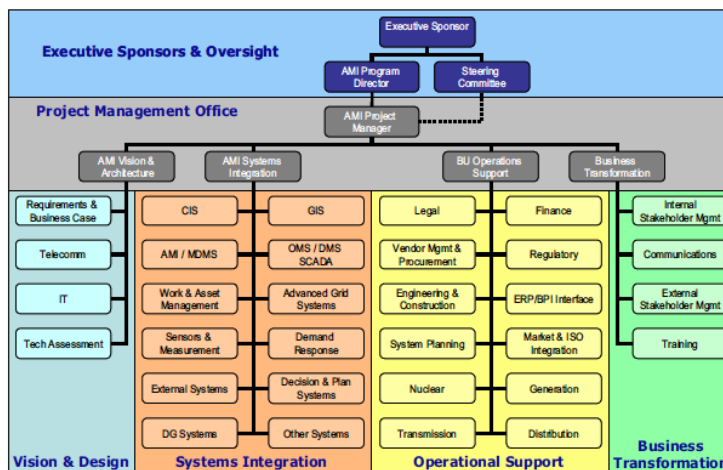 Executive Sponsors & Oversight
Executive Sponsor
AMI Program
Director
Steering
Committee
Project Management Office
AMI Project
Manager
AMI Vision &
Architecture
AMI Systems
Integration
BU Operations
Support
Business
Transformation
Requirements &
Business Case
Telecomm
IT
Tech Assessment
Vision & Design
CIS
GIS
AMI / MDMS
OMS / DMS
SCADA
Work & Asset
Management
Advanced Grid
Systems
Sensors &
Measurement
Demand
Response
External Systems
Decision & Plan
Systems
DG Systems
Other Systems
Systems Integration
Legal
Finance
Vendor Mgmt &
Procurement
Regulatory
Engineering &
Construction
ERP/BPI Interface
System Planning
Market & ISO
Integration
Nuclear
Generation
Transmission
Distribution
Operational Support
Internal
Stakeholder Mgmt
Communications
External
Stakeholder Mgmt
Training
Business
Transformation